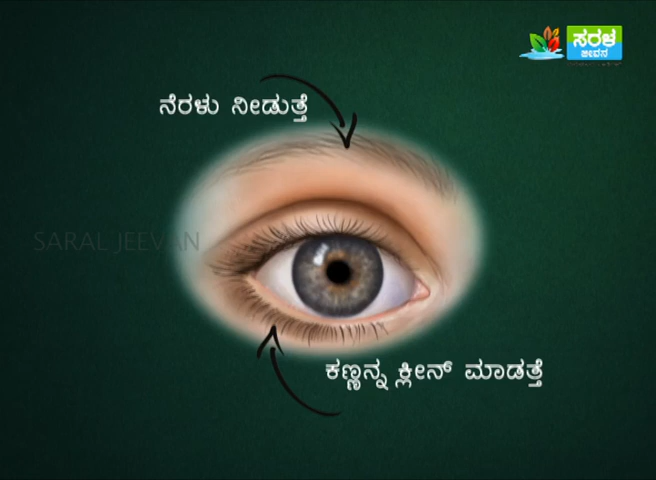 ಸರಳ
ಜೀವನ
ನೆರಳು ನೀಡುತ್ತೆ
SARAL JEEVAN
ಕಣ್ಣನ್ನ ಕ್ಲೀನ್ ಮಾಡತ್ತೆ